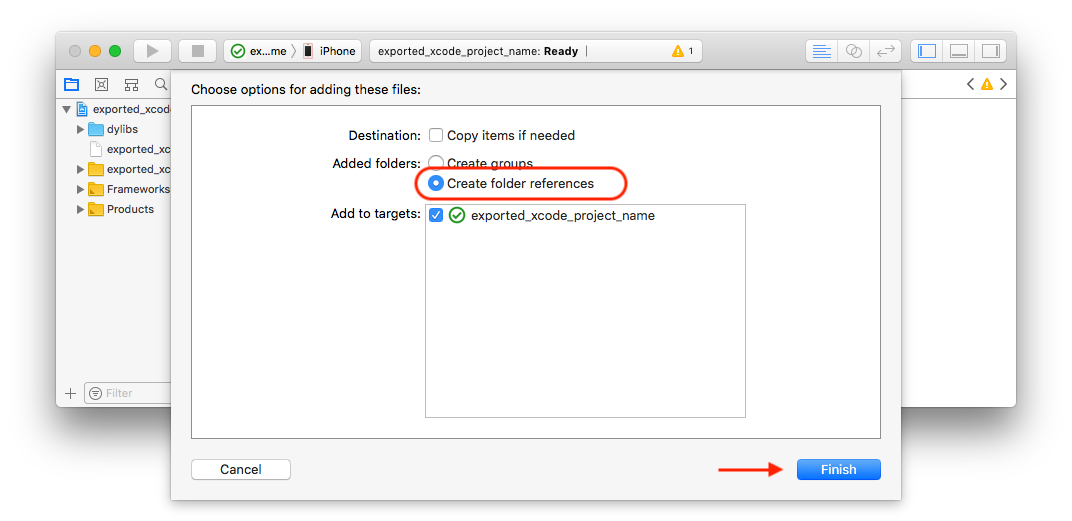 ex...me 〉 iPhone
exported_xcode_project_name: Ready | 1
Choose options for adding these files:
exported_xcod
dylibs
exported_xc
exported_xc
Frameworks
Products
Filter
Destination: Copy items if needed
Added folders: Create groups
Create folder references
Add to targets: exported_xcode_project_name
Cancel
Finish